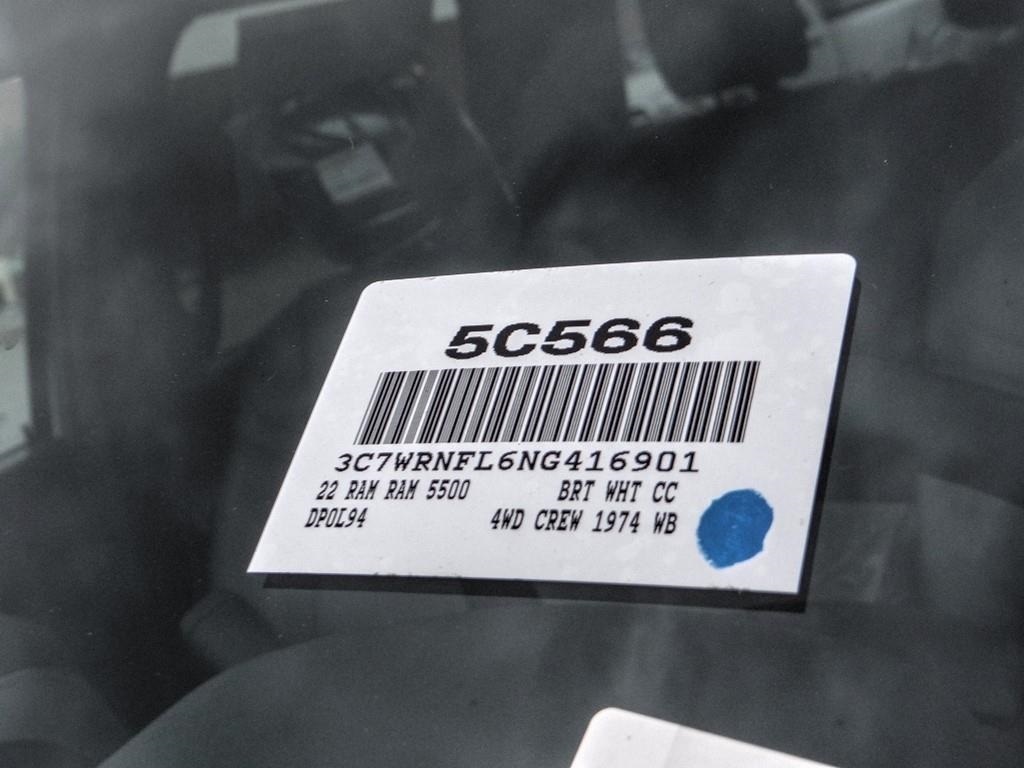 5C566
3C7WRNFL6NG416901
22 RAM RAM 5500 BRT WHT CC
DP0L94 4WD CREW 1974 WB